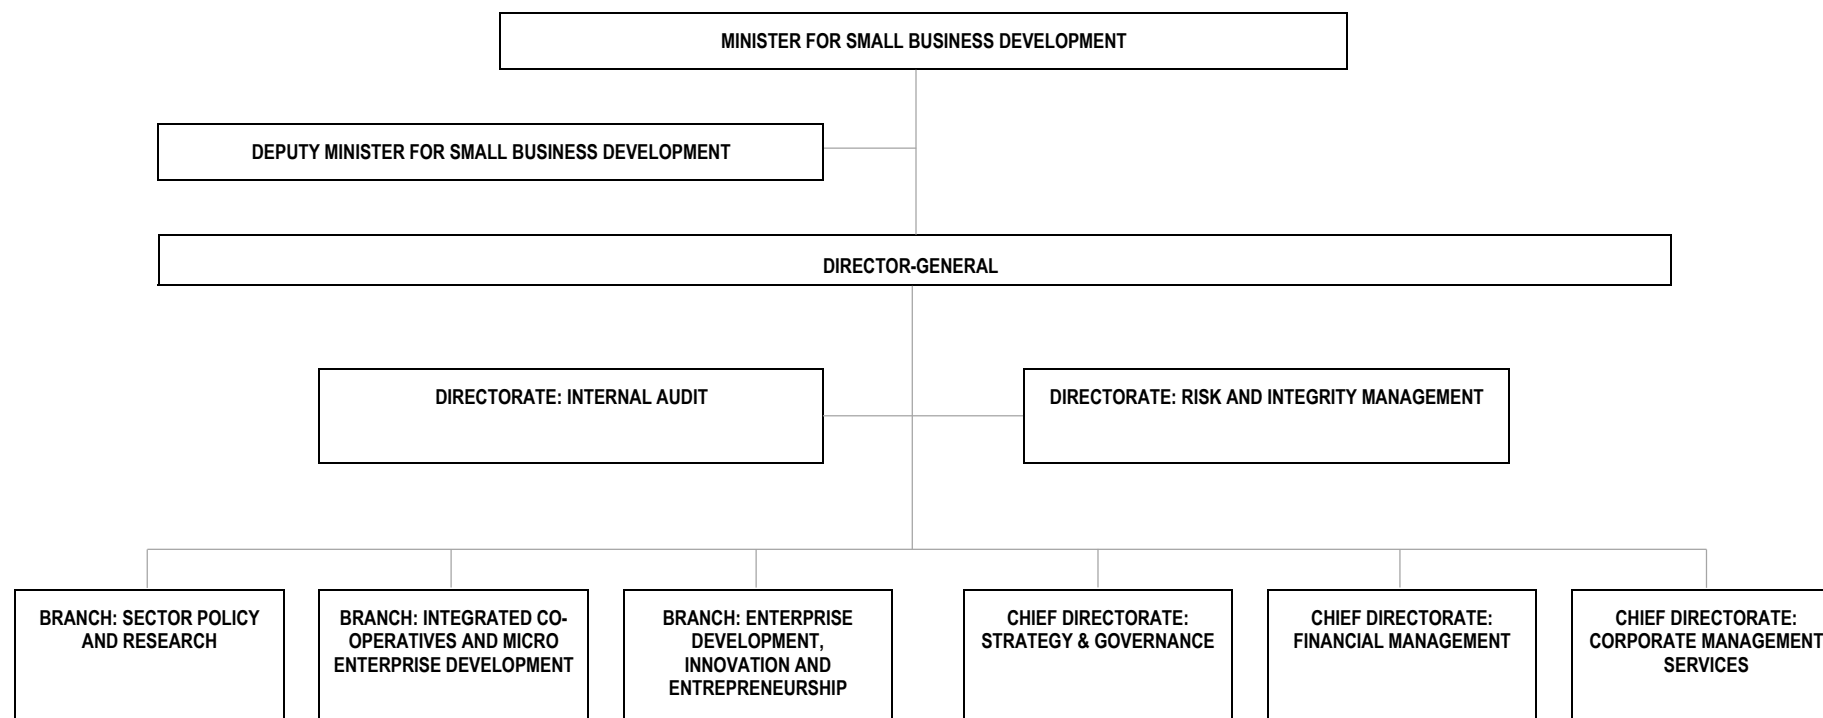 MINISTER FOR SMALL BUSINESS DEVELOPMENT
DEPUTY MINISTER FOR SMALL BUSINESS DEVELOPMENT
DIRECTOR-GENERAL
DIRECTORATE: INTERNAL AUDIT
DIRECTORATE: RISK AND INTEGRITY MANAGEMENT
BRANCH: SECTOR POLICY
AND RESEARCH
BRANCH: INTEGRATED CO-
OPERATIVES AND MICRO
ENTERPRISE DEVELOPMENT
BRANCH: ENTERPRISE
DEVELOPMENT,
INNOVATION AND
ENTREPRENEURSHIP
CHIEF DIRECTORATE:
STRATEGY & GOVERNANCE
CHIEF DIRECTORATE:
FINANCIAL MANAGEMENT
CHIEF DIRECTORATE:
CORPORATE MANAGEMENT
SERVICES